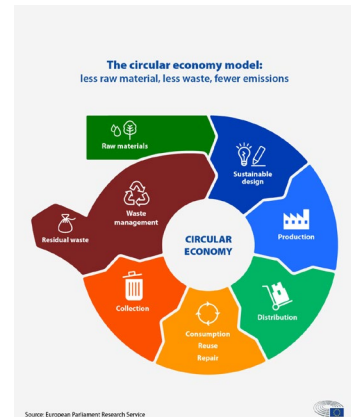 The circular economy model:
less raw material, less waste, fewer emissions
Raw materials
Sustainable
design
Production
Distribution
Consumption
Reuse
Repair
Collection
Waste
management
Residual waste
CIRCULAR
ECONOMY
Source: European Parliament Research Service